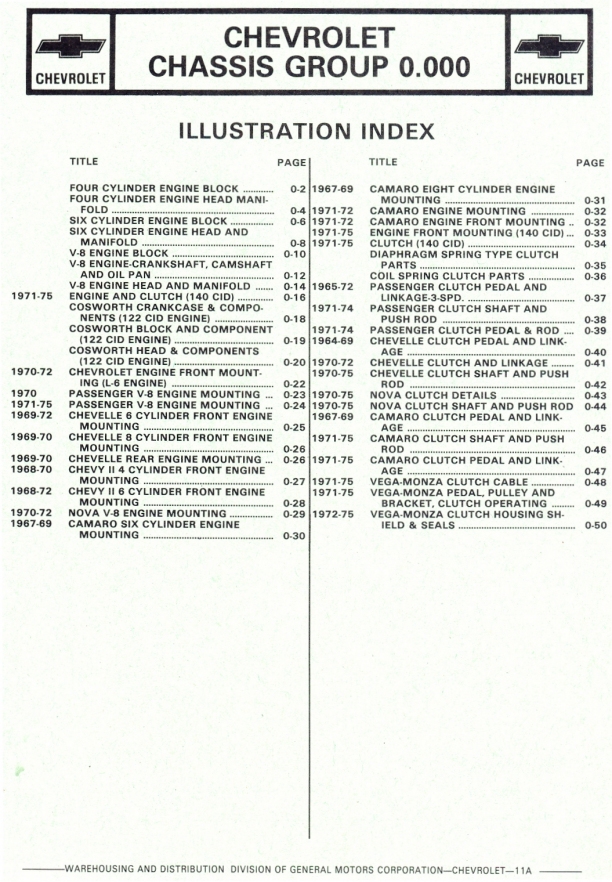 CHEVROLET
CHEVROLET
CHASSIS GROUP 0.000
CHEVROLET
ILLUSTRATION INDEX
TITLE PAGE
FOUR CYLINDER ENGINE BLOCK ........... 0-2
FOUR CYLINDER ENGINE HEAD MANI-
FOLD ........... 0-4
SIX CYLINDER ENGINE BLOCK ........... 0-6
SIX CYLINDER ENGINE HEAD AND
MANIFOLD ........... 0-8
V-8 ENGINE BLOCK ........... 0-10
V-8 ENGINE-CRANKSHAFT, CAMSHAFT
AND OIL PAN ........... 0-12
V-8 ENGINE HEAD AND MANIFOLD ........... 0-14
1971-75 ENGINE AND CLUTCH (140 CID) ........... 0-16
COSWORTH CRANKCASE & COMPO-
NENTS (122 CID ENGINE) ........... 0-18
COSWORTH BLOCK AND COMPONENT
(122 CID ENGINE) ........... 0-19
COSWORTH HEAD & COMPONENTS
(122 CID ENGINE) ........... 0-20
1970-72 CHEVROLET ENGINE FRONT MOUNT-
ING (L-6 ENGINE) ........... 0-22
1970 PASSENGER V-8 ENGINE MOUNTING ... 0-23
1971-75 PASSENGER V-8 ENGINE MOUNTING ... 0-24
1969-72 CHEVELLE 6 CYLINDER FRONT ENGINE
MOUNTING ........... 0-25
1969-70 CHEVELLE 8 CYLINDER FRONT ENGINE
MOUNTING ........... 0-26
1969-70 CHEVELLE REAR ENGINE MOUNTING ... 0-26
1968-70 CHEVY II 4 CYLINDER FRONT ENGINE
MOUNTING ........... 0-27
1968-72 CHEVY II 6 CYLINDER FRONT ENGINE
MOUNTING ........... 0-28
1970-72 NOVA V-8 ENGINE MOUNTING ........... 0-29
1967-69 CAMARO SIX CYLINDER ENGINE
MOUNTING ........... 0-30
TITLE PAGE
1967-69 CAMARO EIGHT CYLINDER ENGINE
MOUNTING ........... 0-31
1971-72 CAMARO ENGINE MOUNTING ........... 0-32
1971-72 CAMARO ENGINE FRONT MOUNTING .. 0-32
1971-75 ENGINE FRONT MOUNTING (140 CID) ... 0-33
1971-75 CLUTCH (140 CID) ........... 0-34
DIAPHRAGM SPRING TYPE CLUTCH
PARTS ........... 0-35
COIL SPRING CLUTCH PARTS ........... 0-36
1965-72 PASSENGER CLUTCH PEDAL AND
LINKAGE-3-SPD. ........... 0-37
1971-74 PASSENGER CLUTCH SHAFT AND
PUSH ROD ........... 0-38
1971-74 PASSENGER CLUTCH PEDAL & ROD .... 0-39
1964-69 CHEVELLE CLUTCH PEDAL AND LINK-
AGE ........... 0-40
1970-72 CHEVELLE CLUTCH AND LINKAGE ........... 0-41
1970-75 CHEVELLE CLUTCH SHAFT AND PUSH
ROD ........... 0-42
1970-75 NOVA CLUTCH DETAILS ........... 0-43
1970-75 NOVA CLUTCH SHAFT AND PUSH ROD 0-44
1967-69 CAMARO CLUTCH PEDAL AND LINK-
AGE ........... 0-45
1971-75 CAMARO CLUTCH SHAFT AND PUSH
ROD ........... 0-46
1971-75 CAMARO CLUTCH PEDAL AND LINK-
AGE ........... 0-47
1971-75 VEGA-MONZA CLUTCH CABLE ........... 0-48
1971-75 VEGA-MONZA PEDAL, PULLEY AND
BRACKET, CLUTCH OPERATING ........ 0-49
1972-75 VEGA-MONZA CLUTCH HOUSING SH-
IELD & SEALS ........... 0-50
WAREHOUSING AND DISTRIBUTION DIVISION OF GENERAL MOTORS CORPORATION—CHEVROLET—11A